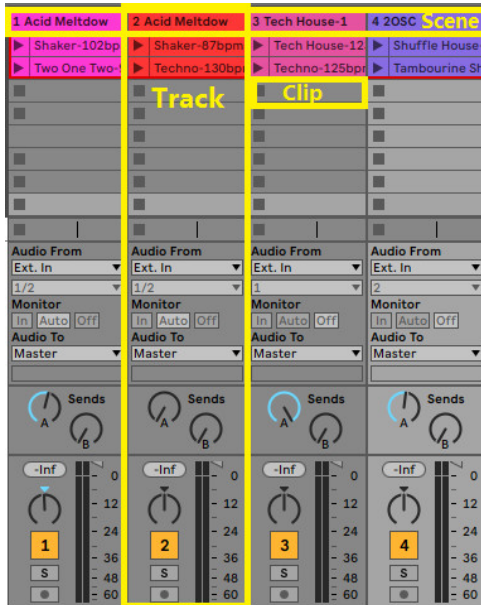 1 Acid Meltdow 2 Acid Meltdow 3 Tech House-1 4 2OSC Scene
Shaker-102bp Shaker-87bpm Tech House-12 Shuffle House
Two One Two-9 Techno-130bp Techno-125bpr Tambourine Sh
Track Clip
Audio From Audio From Audio From Audio From
Ext. In Ext. In Ext. In Ext. In
1/2 1/2 1 2
Monitor Monitor Monitor Monitor
In Auto Off In Auto Off In Auto Off In Auto Off
Audio To Audio To Audio To Audio To
Master Master Master Master
Sends Sends Sends Sends
A A A A
B B B B
-Inf -Inf -Inf -Inf
0 0 0 0
12 12 12 12
24 24 24 24
1 2 3 4
36 36 36 36
S S S S
48 48 48 48
60 60 60 60